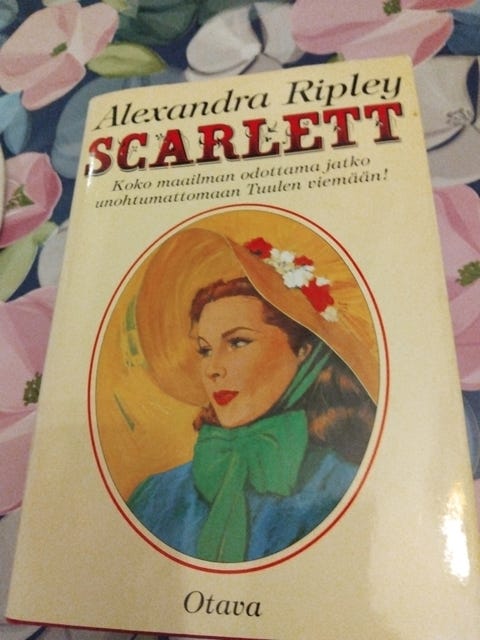 Alexandra Ripley
SCARLETT
Koko maailman odottama jatko
unohtumattomaan Tuulen viemään!
Otava